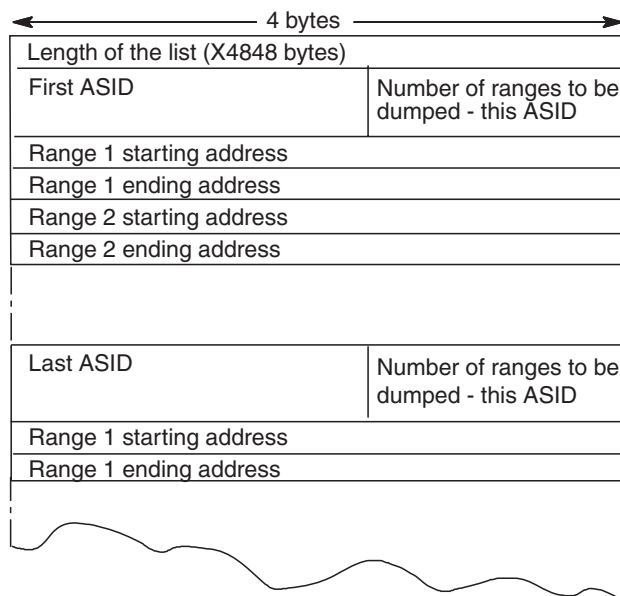 4 bytes
Length of the list (X4848 bytes)
First ASID
Number of ranges to be
dumped - this ASID
Range 1 starting address
Range 1 ending address
Range 2 starting address
Range 2 ending address
Last ASID
Number of ranges to be
dumped - this ASID
Range 1 starting address
Range 1 ending address